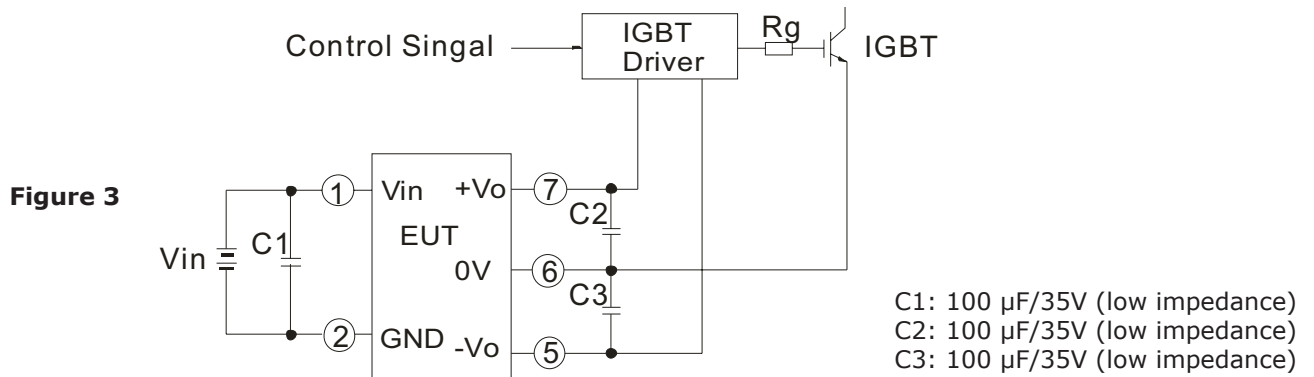 Control Singal
IGBT
Driver
Rg
IGBT
Figure 3
Vin
C1
1
2
Vin
+Vo
EUT
0V
GND
-Vo
7
6
5
C2
C3
C1: 100 µF/35V (low impedance)
C2: 100 µF/35V (low impedance)
C3: 100 µF/35V (low impedance)